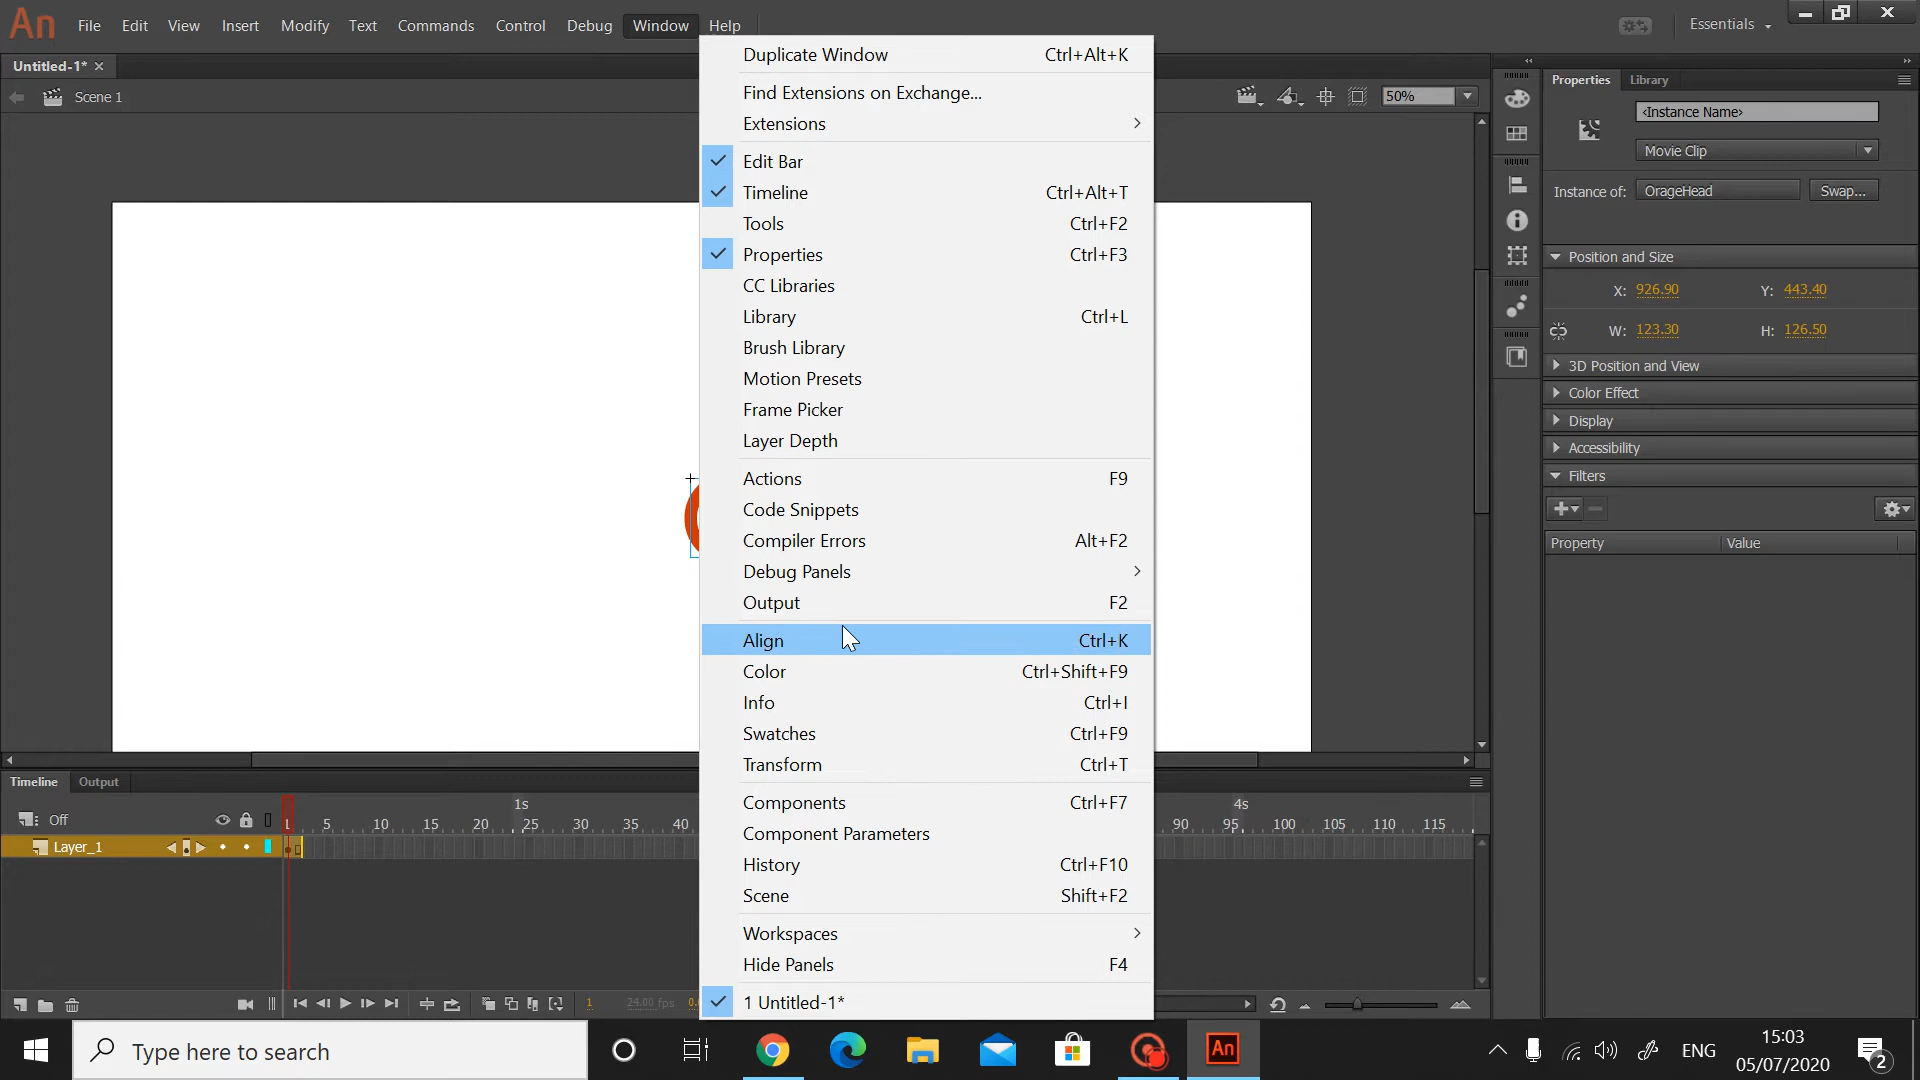 An File Edit View Insert Modify Text Commands Control Debug Window Help Essentials
Untitled-1* ×
Scene 1 50%
Duplicate Window Ctrl+Alt+K
Find Extensions on Exchange...
Extensions
Edit Bar
Timeline Ctrl+Alt+T
Tools Ctrl+F2
Properties Ctrl+F3
CC Libraries
Library Ctrl+L
Brush Library
Motion Presets
Frame Picker
Layer Depth
Actions F9
Code Snippets
Compiler Errors Alt+F2
Debug Panels
Output F2
Align Ctrl+K
Color Ctrl+Shift+F9
Info Ctrl+I
Swatches Ctrl+F9
Transform Ctrl+T
Components Ctrl+F7
Component Parameters
History Ctrl+F10
Scene Shift+F2
Workspaces
Hide Panels F4
1 Untitled-1*
Properties Library
<Instance Name>
Movie Clip
Instance of: OrageHead Swap...
Position and Size
X: 926.90 Y: 443.40
W: 123.30 H: 126.50
3D Position and View
Color Effect
Display
Accessibility
Filters
Property Value
Timeline Output
1s 4s
Off 1 5 10 15 20 25 30 35 40 90 95 100 105 110 115
Layer_1
1 24.00 fps 0.
Type here to search An ENG 15:03
05/07/2020 2